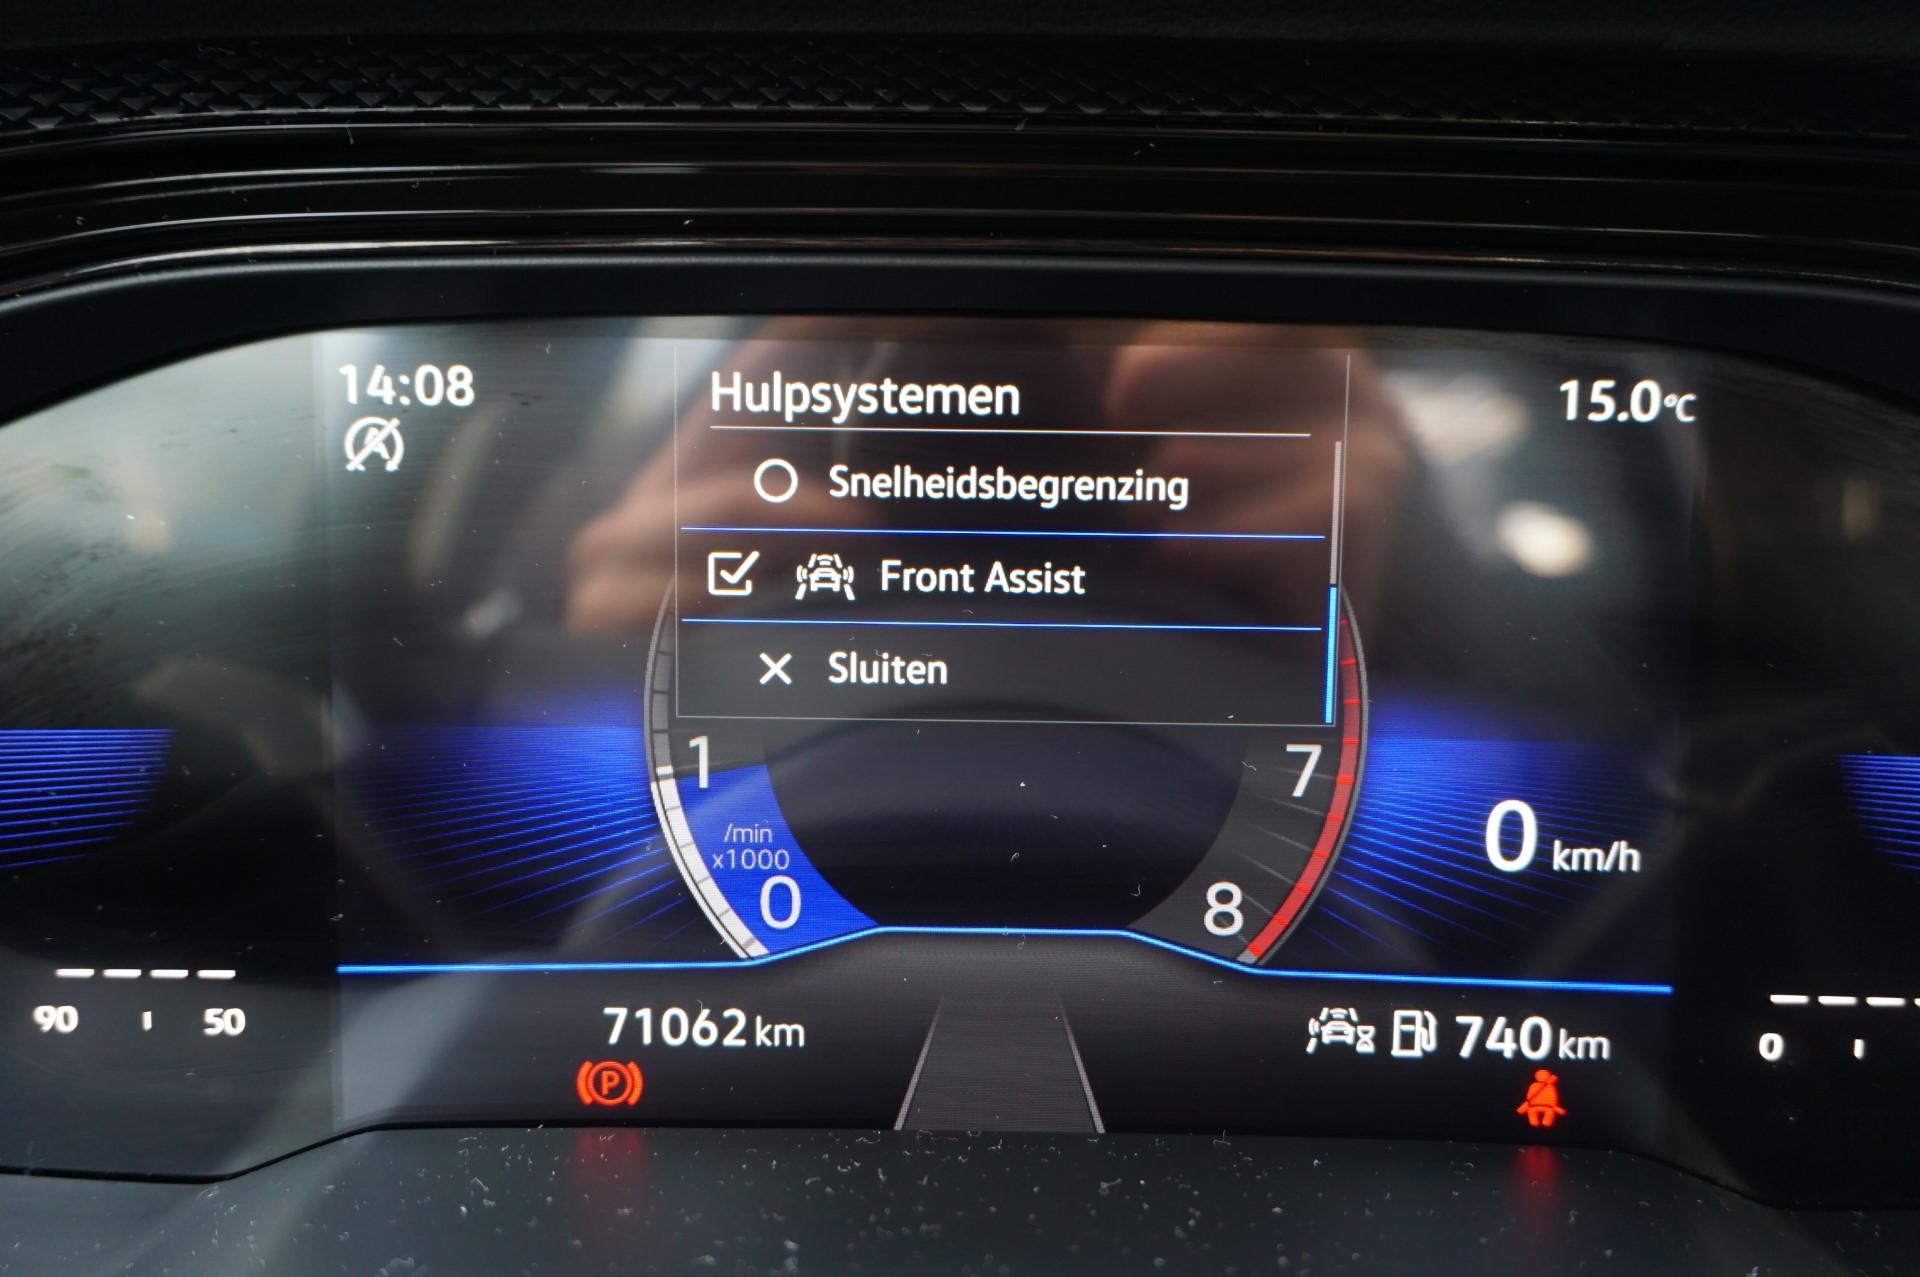 14:08
Hulpsystemen
15.0°C
Snelheidsbegrenzing
Front Assist
Sluiten
1
7
/min
x1000
0
8
0 km/h
90 50
71062 km
740 km
0
P